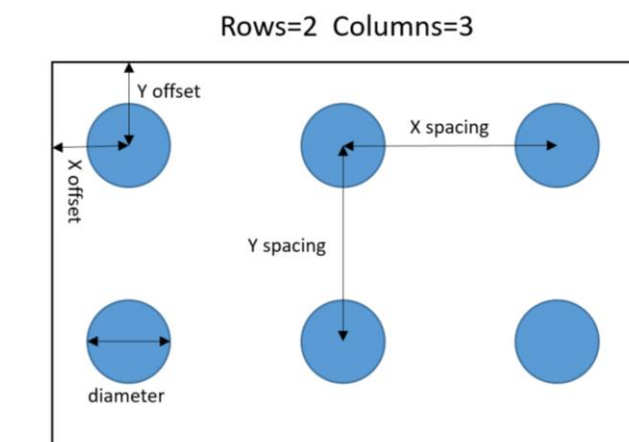 Rows=2 Columns=3
Y offset
X spacing
X offset
Y spacing
diameter